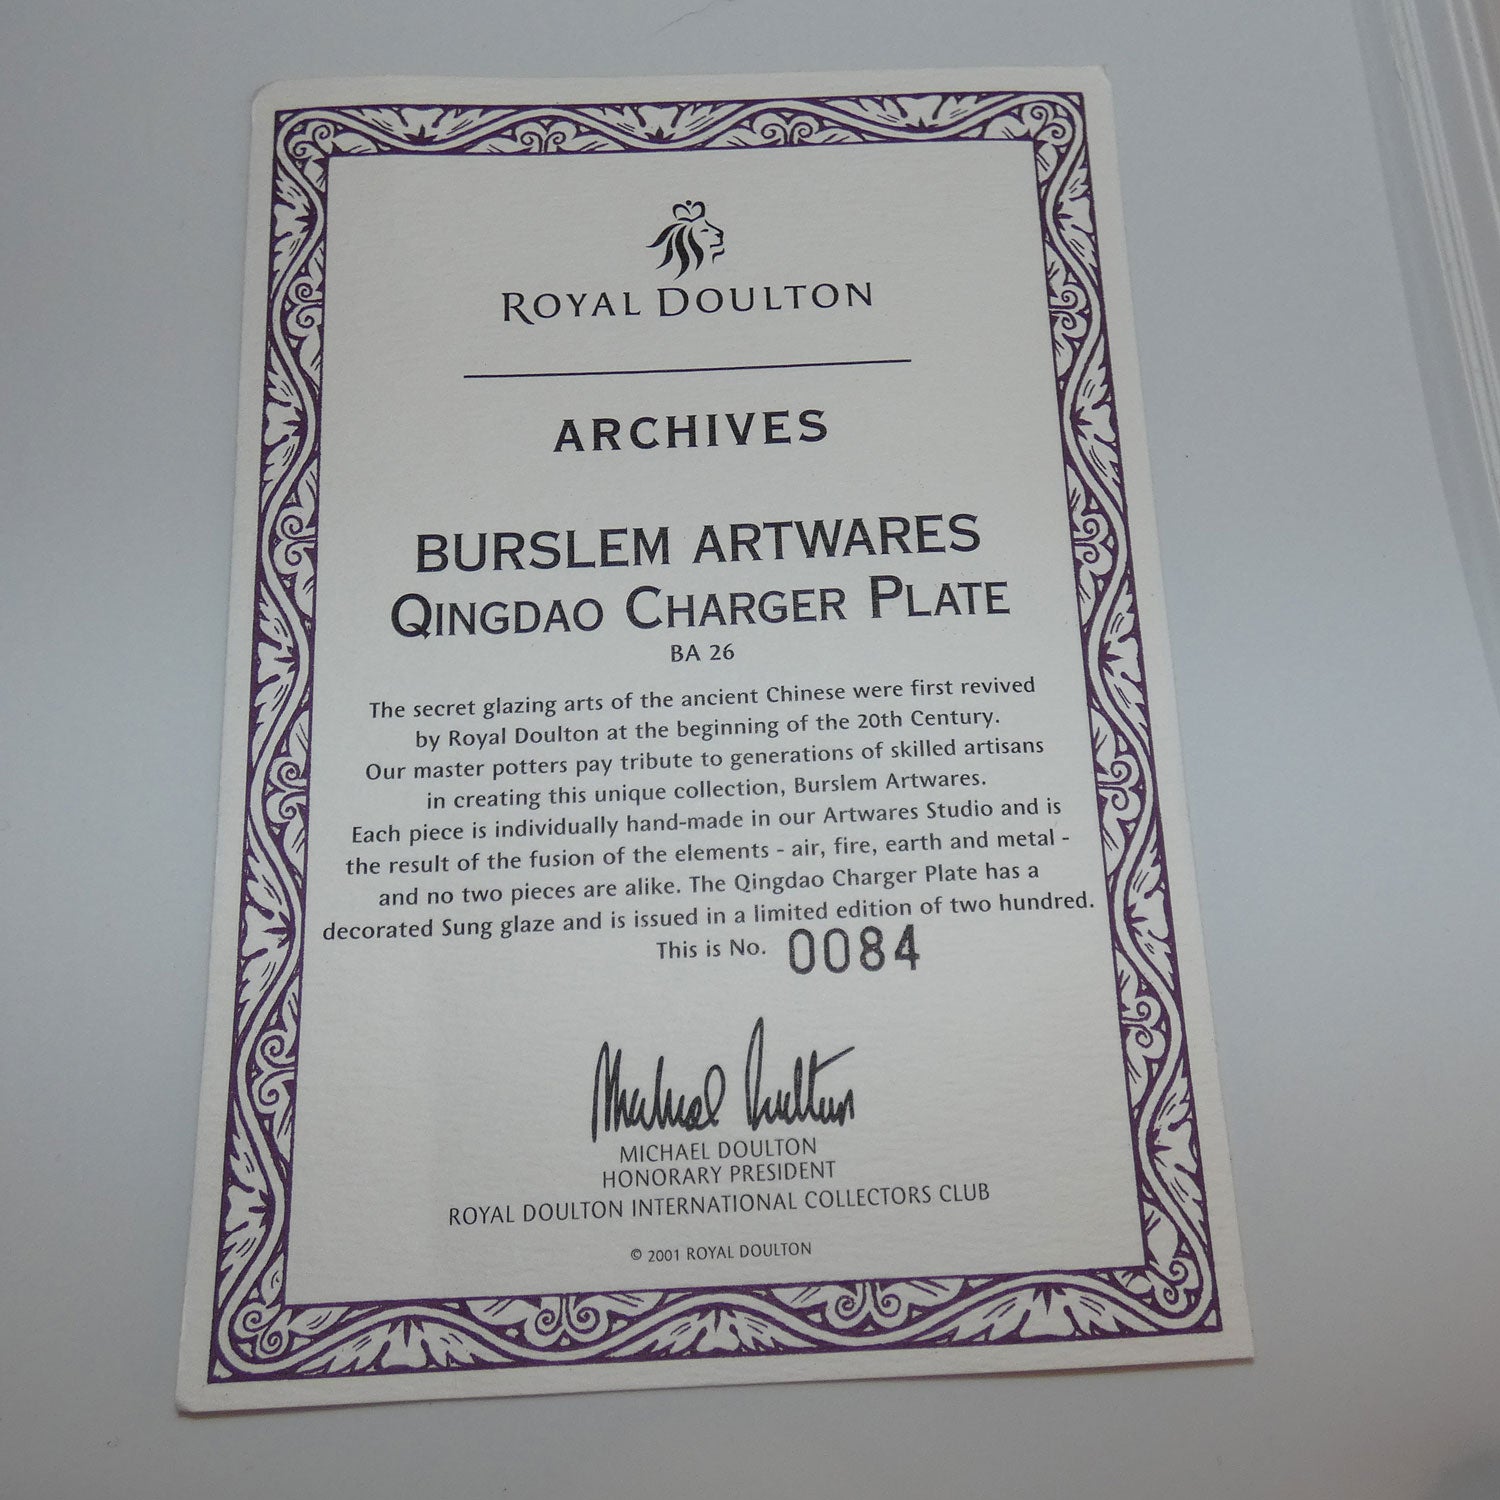 ROYAL DOULTON
ARCHIVES
BURSLEM ARTWARES
QINGDAO CHARGER PLATE
BA 26
The secret glazing arts of the ancient Chinese were first revived
by Royal Doulton at the beginning of the 20th Century.
Our master potters pay tribute to generations of skilled artisans
in creating this unique collection, Burslem Artwares.
Each piece is individually hand-made in our Artwares Studio and is
the result of the fusion of the elements - air, fire, earth and metal -
and no two pieces are alike. The Qingdao Charger Plate has a
decorated Sung glaze and is issued in a limited edition of two hundred.
This is No. 0084
Michael Doulton
MICHAEL DOULTON
HONORARY PRESIDENT
ROYAL DOULTON INTERNATIONAL COLLECTORS CLUB
© 2001 ROYAL DOULTON